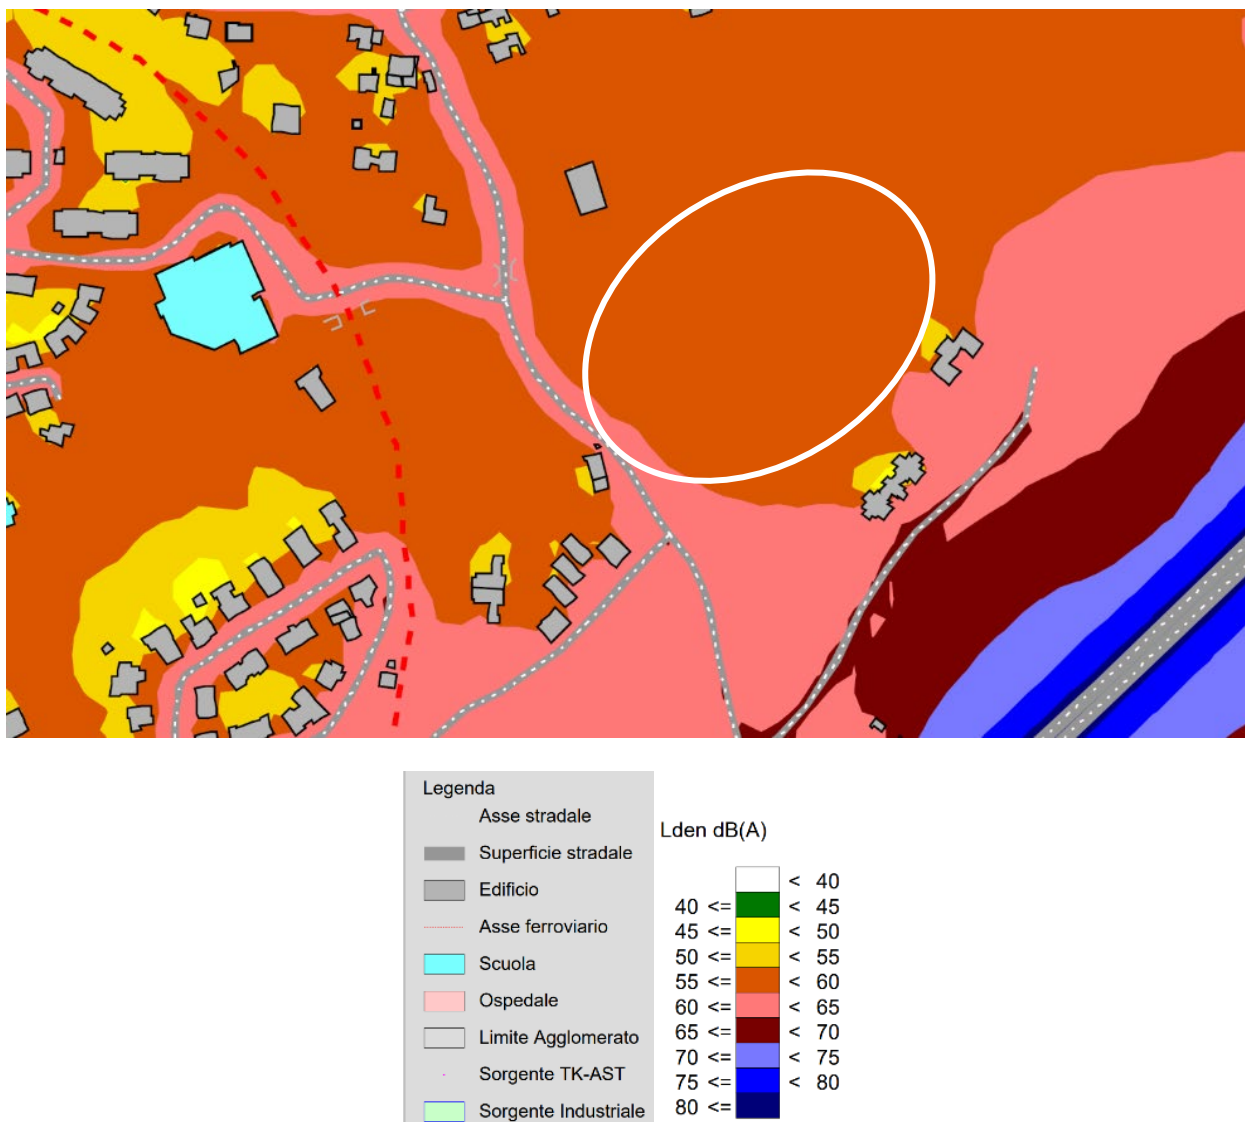 Legenda
Asse stradale
Superficie stradale
Edificio
Asse ferroviario
Scuola
Ospedale
Limite Agglomerato
Sorgente TK-AST
Sorgente Industriale
Lden dB(A)
< 40
40 <= < 45
45 <= < 50
50 <= < 55
55 <= < 60
60 <= < 65
65 <= < 70
70 <= < 75
75 <= < 80
80 <=